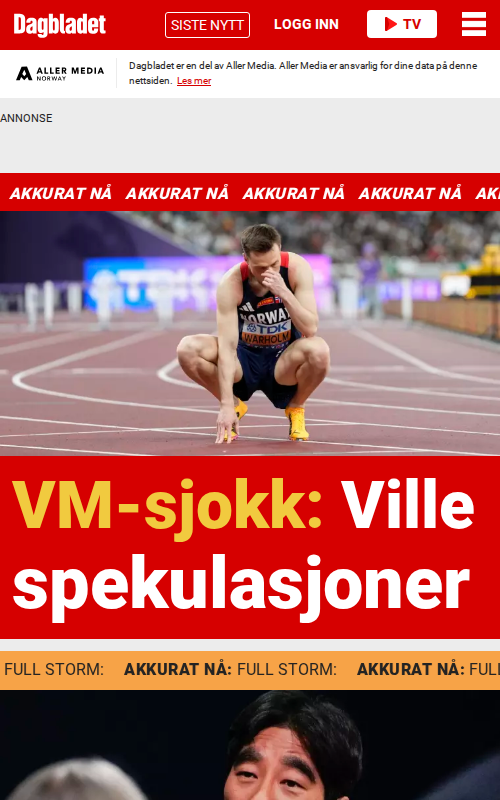 Dagbladet
SISTE NYTT
LOGG INN
TV
ALLER MEDIA
NORWAY
Dagbladet er en del av Aller Media. Aller Media er ansvarlig for dine data på denne
nettsiden. Les mer
ANNONSE
AKKURAT NÅ AKKURAT NÅ AKKURAT NÅ AKKURAT NÅ AK
NORWAY
TDK
WARHOLM
VM-sjokk: Ville
spekulasjoner
FULL STORM: AKKURAT NÅ: FULL STORM: AKKURAT NÅ: FULL